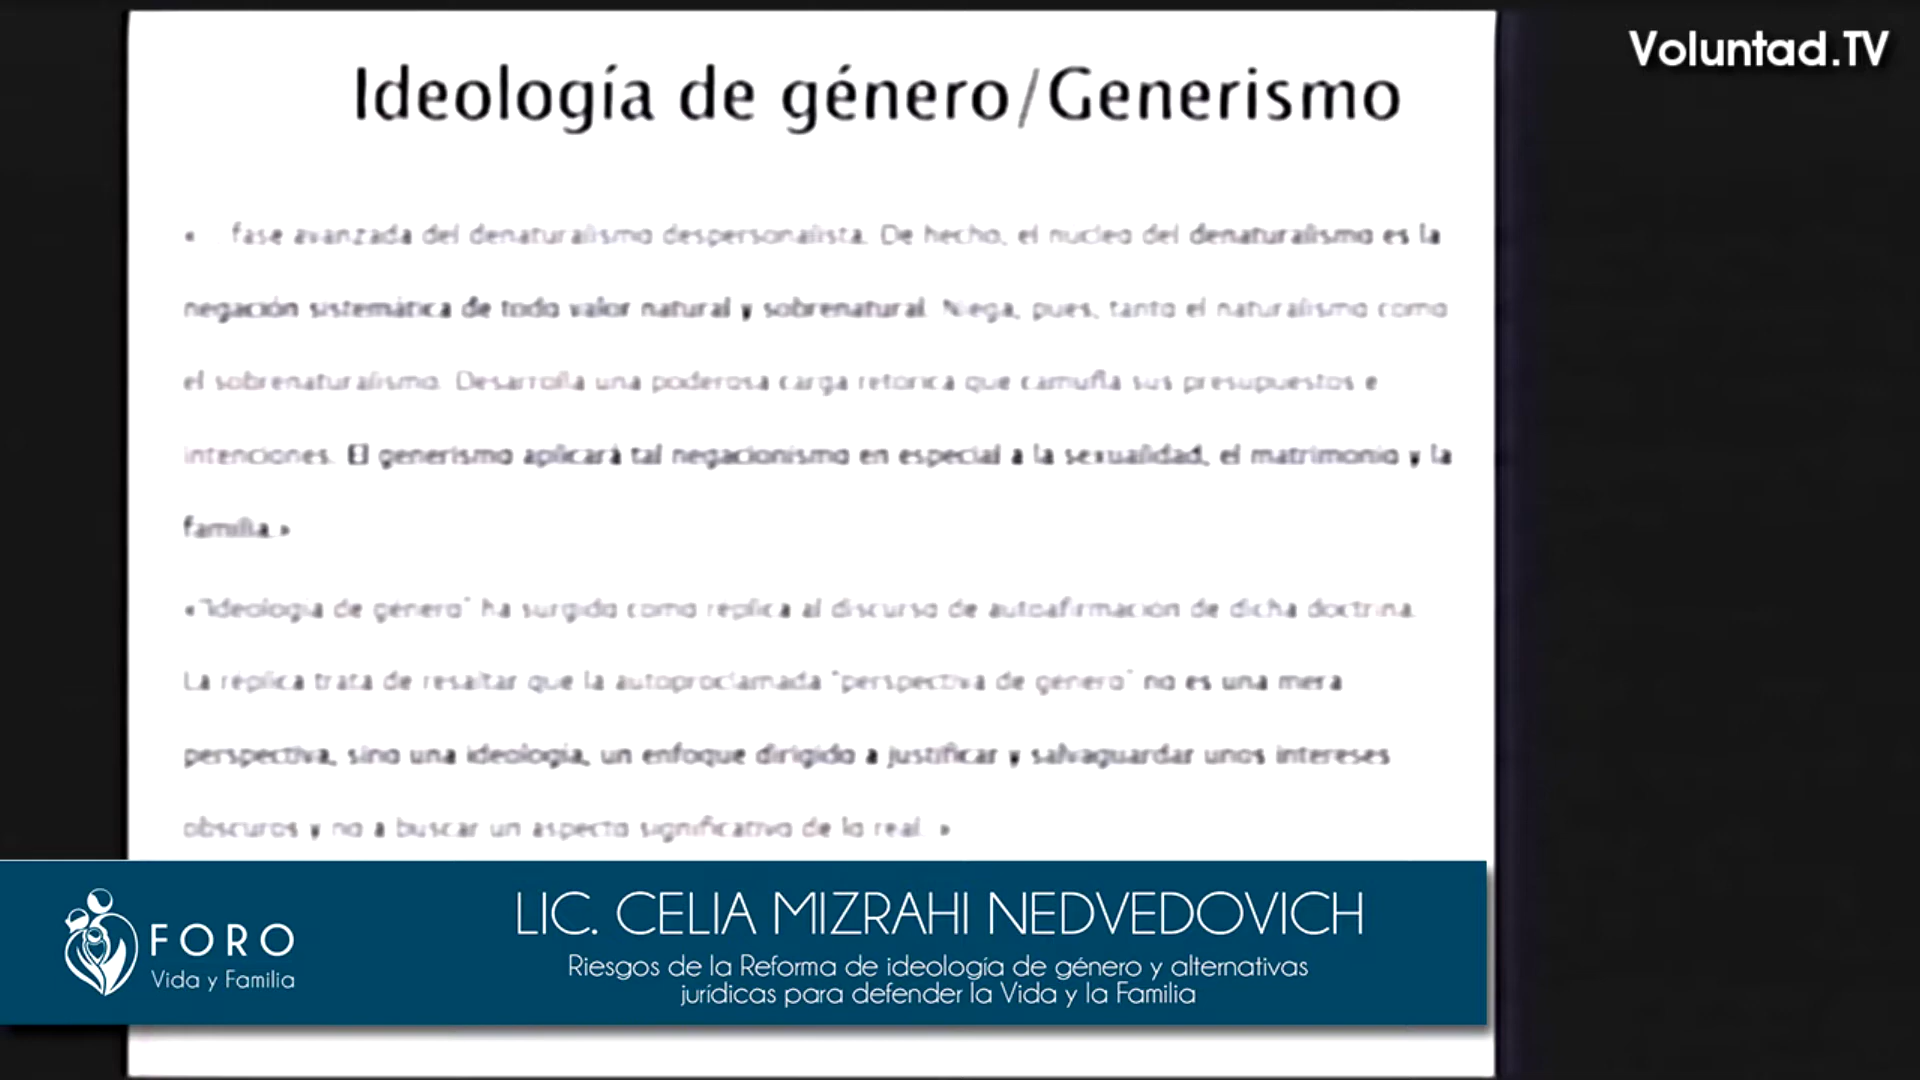 Voluntad.TV
Ideología de género/Generismo
« fase avanzada del denaturalismo despersonalista. De hecho, el nucleo del denaturalismo es la
negación sistemática de todo valor natural y sobrenatural. Niega, pues, tanto el naturalismo como
el sobrenaturalismo. Desarrolla una poderosa carga retorica que camufla sus presupuestos e
intenciones. El generismo aplicará tal negacionismo en especial a la sexualidad, el matrimonio y la
familia.»
«"Ideologia de género" ha surgido como réplica al discurso de autoafirmación de dicha doctrina.
La réplica trata de resaltar que la autoproclamada "perspectiva de género" no es una mera
perspectiva, sino una ideología, un enfoque dirigido a justificar y salvaguardar unos intereses
obscuros y no a buscar un aspecto significativo de lo real. »
FORO
Vida y Familia
LIC. CELIA MIZRAHI NEDVEDOVICH
Riesgos de la Reforma de ideología de género y alternativas
jurídicas para defender la Vida y la Familia